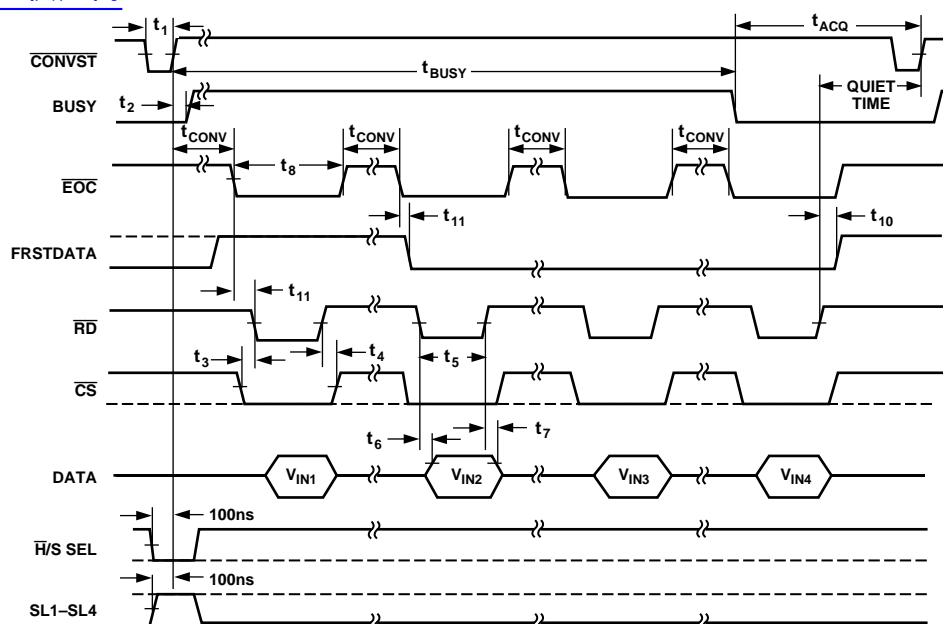 t1
tACQ
CONVST
tBUSY
QUIET TIME
BUSY
t2
tCONV
tCONV
tCONV
tCONV
t8
EOC
t11
t10
FRSTDATA
t11
RD
t3
t4
t5
CS
t6
t7
DATA
VIN1
VIN2
VIN3
VIN4
100ns
H/S SEL
100ns
SL1–SL4